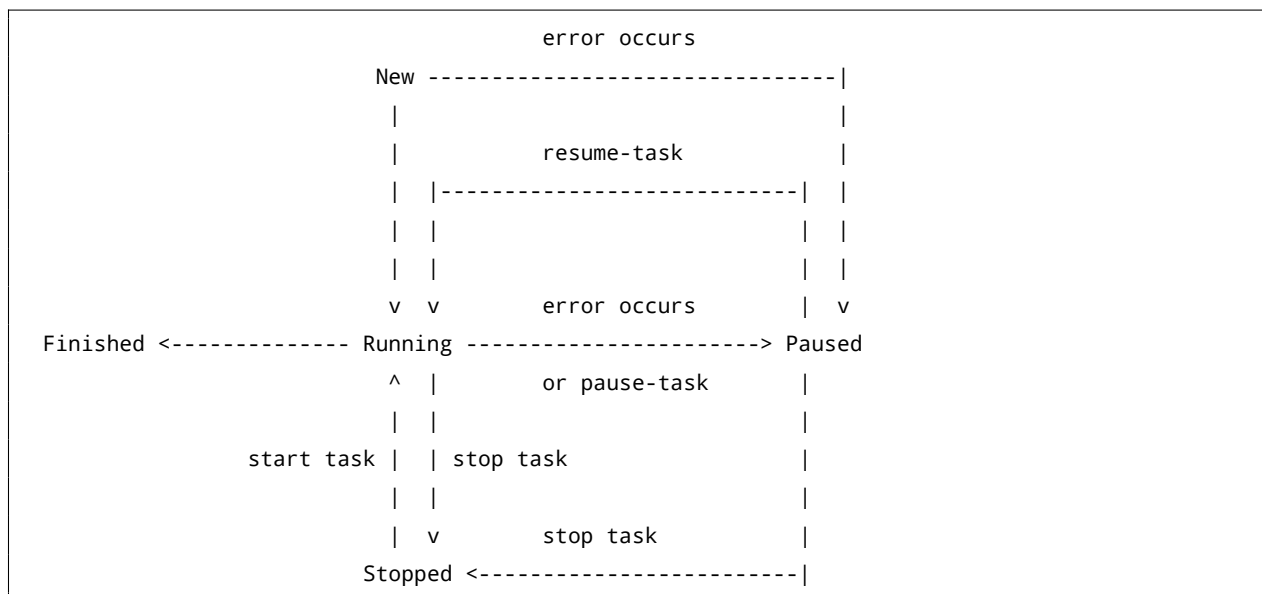 error occurs
New --------------------------------|
| |
| resume-task |
| |----------------------------| |
| | | |
| | | |
v v error occurs | v
Finished <-------------- Running -----------------------> Paused
^ | or pause-task |
| | |
start task | | stop task |
| | |
| v stop task |
Stopped <-------------------------|